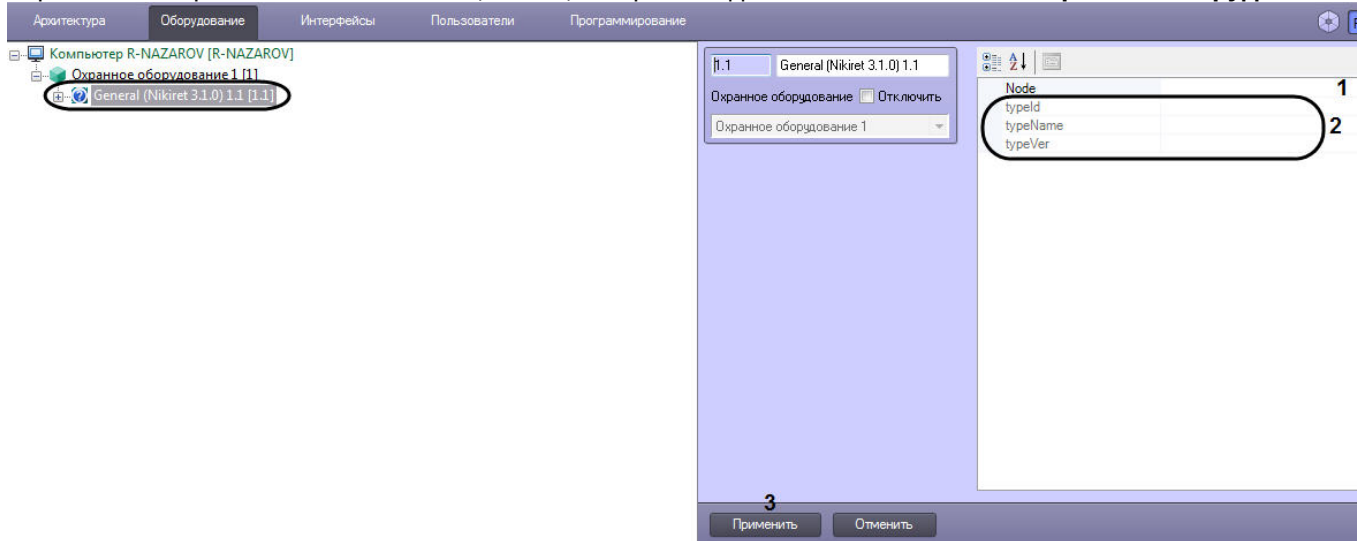 Архитектура Оборудование Интерфейсы Пользователи Программирование
Компьютер R-NAZAROV [R-NAZAROV]
Охранное оборудование 1 [1]
General (Nikiret 3.1.0) 1.1 [1.1]
1.1 General (Nikiret 3.1.0) 1.1
Охранное оборудование Отключить
Охранное оборудование 1
Node 1
typeId
typeName 2
typeVer
3
Применить Отменить